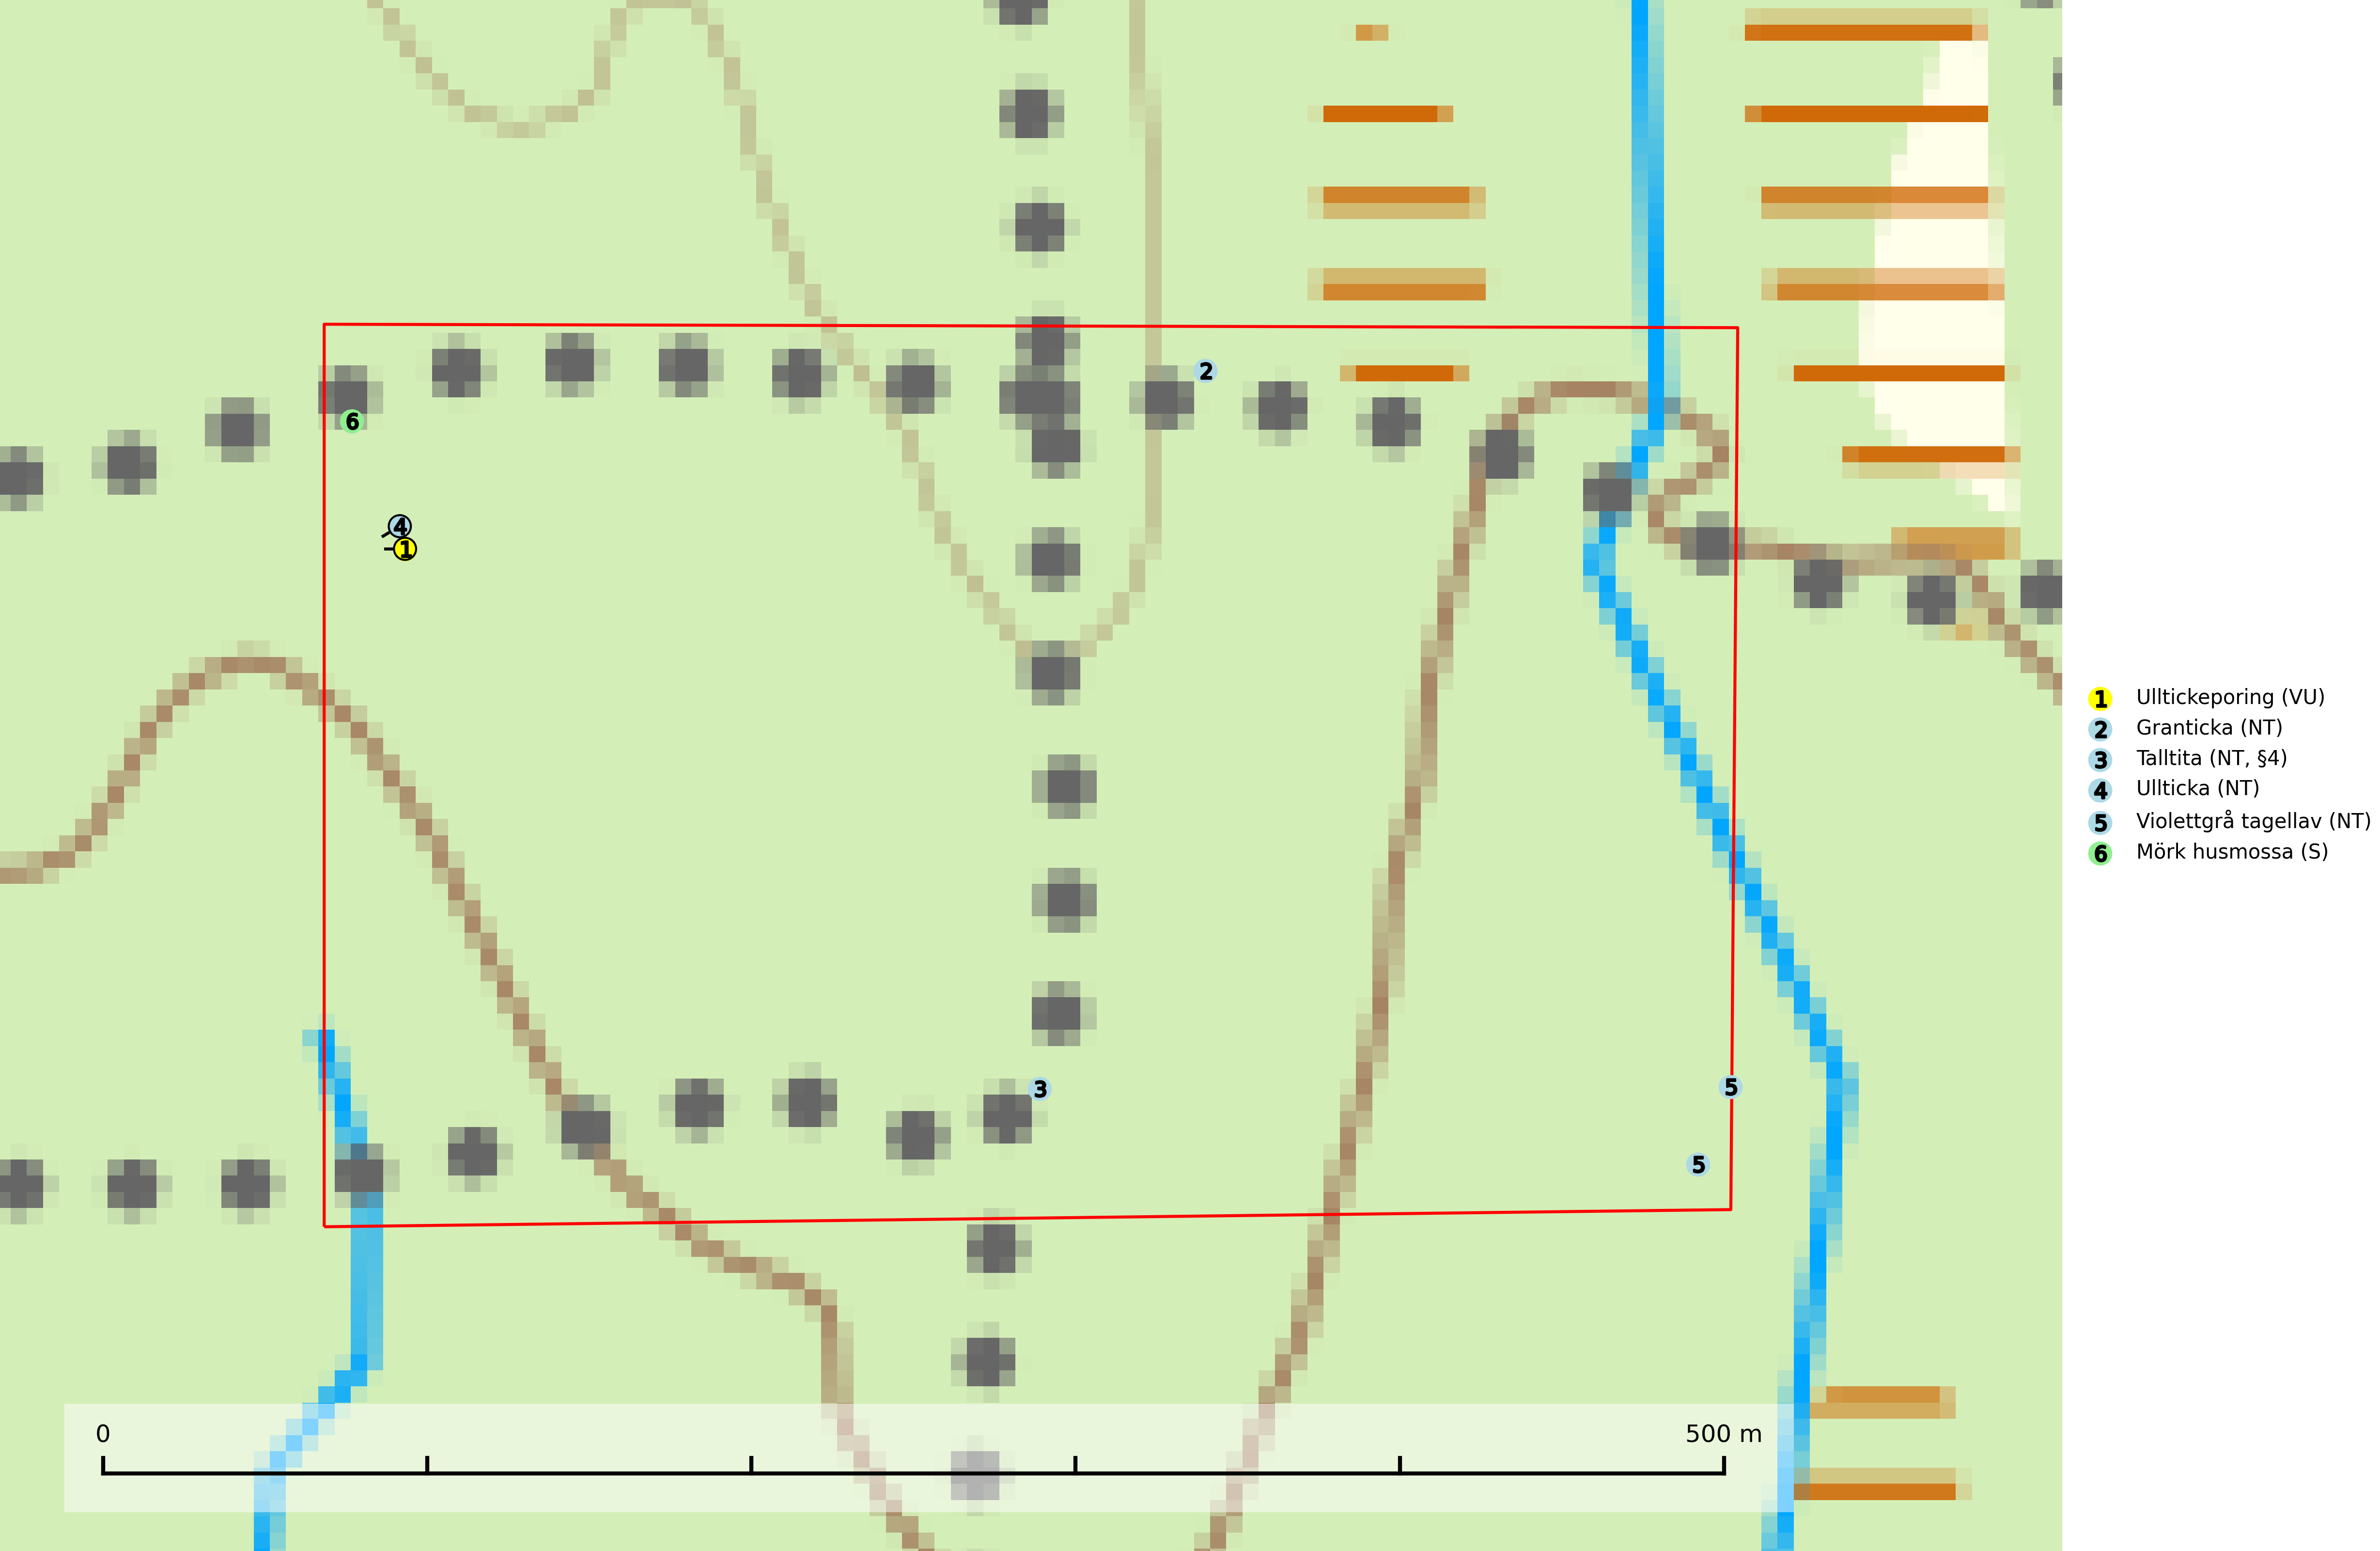 2
6
4
1
3
5
5
0
500 m
1 Ulltickeporing (VU)
2 Granticka (NT)
3 Talltita (NT, §4)
4 Ullticka (NT)
5 Violettgrå tagellav (NT)
6 Mörk husmossa (S)